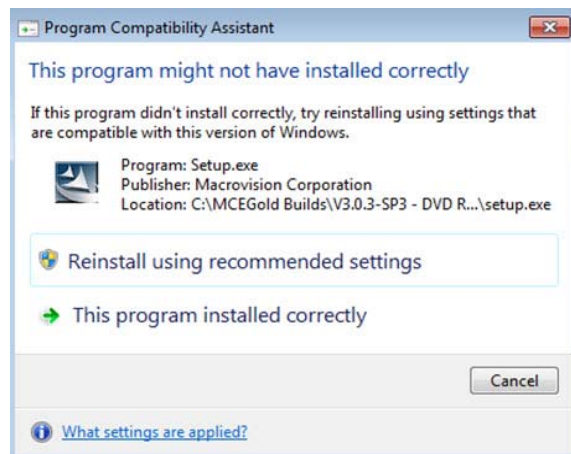 Program Compatibility Assistant
This program might not have installed correctly
If this program didn't install correctly, try reinstalling using settings that
are compatible with this version of Windows.
Program: Setup.exe
Publisher: Macrovision Corporation
Location: C:\MCEGold Builds\V3.0.3-SP3 - DVD R...\setup.exe
Reinstall using recommended settings
This program installed correctly
Cancel
What settings are applied?